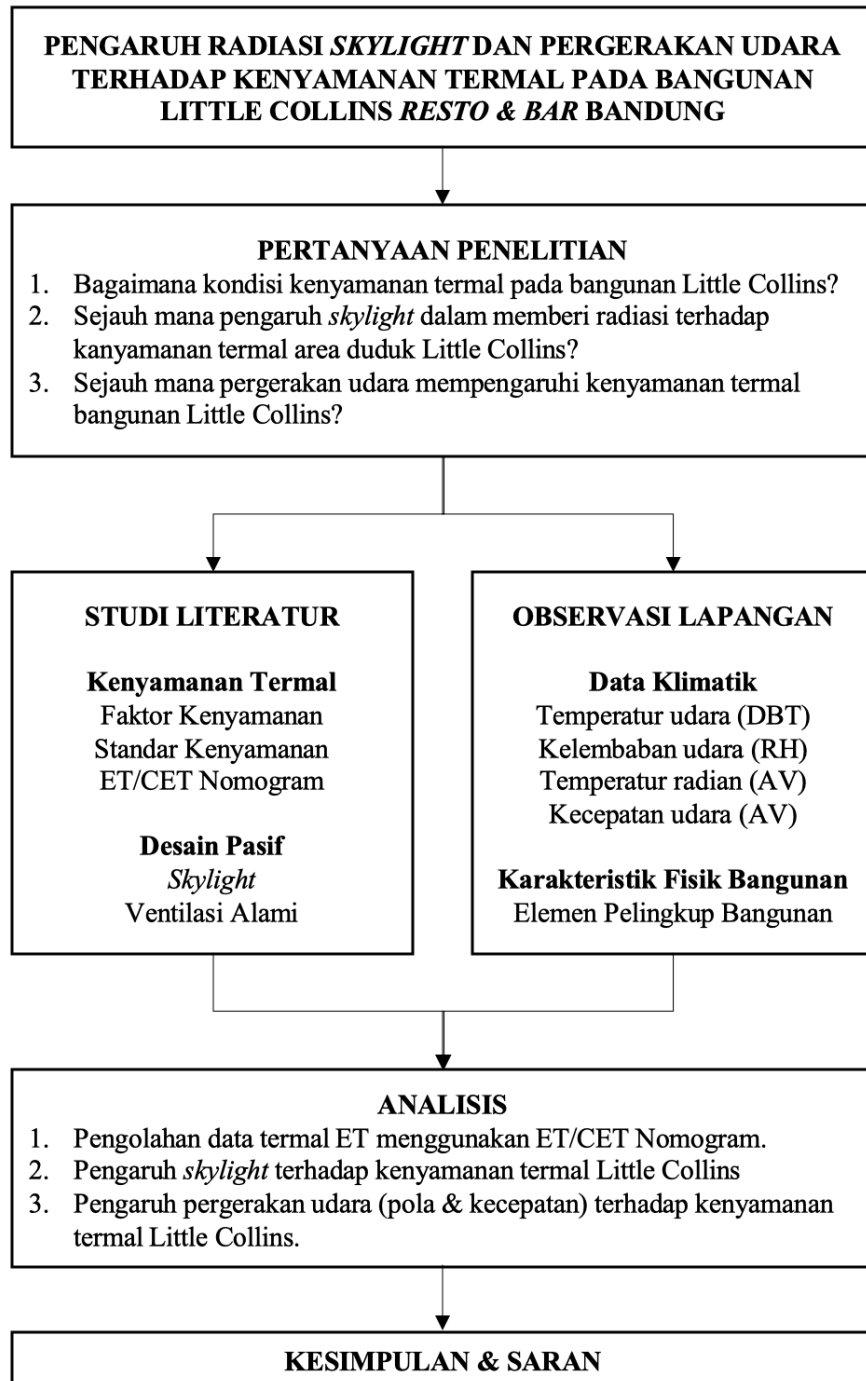 PENGARUH RADIASI SKYLIGHT DAN PERGERAKAN UDARA
TERHADAP KENYAMANAN TERMAL PADA BANGUNAN
LITTLE COLLINS RESTO & BAR BANDUNG
PERTANYAAN PENELITIAN
1. Bagaimana kondisi kenyamanan termal pada bangunan Little Collins?
2. Sejauh mana pengaruh skylight dalam memberi radiasi terhadap
kanyamanan termal area duduk Little Collins?
3. Sejauh mana pergerakan udara mempengaruhi kenyamanan termal
bangunan Little Collins?
STUDI LITERATUR
Kenyamanan Termal
Faktor Kenyamanan
Standar Kenyamanan
ET/CET Nomogram
Desain Pasif
Skylight
Ventilasi Alami
OBSERVASI LAPANGAN
Data Klimatik
Temperatur udara (DBT)
Kelembaban udara (RH)
Temperatur radian (AV)
Kecepatan udara (AV)
Karakteristik Fisik Bangunan
Elemen Pelingkup Bangunan
ANALISIS
1. Pengolahan data termal ET menggunakan ET/CET Nomogram.
2. Pengaruh skylight terhadap kenyamanan termal Little Collins
3. Pengaruh pergerakan udara (pola & kecepatan) terhadap kenyamanan
termal Little Collins.
KESIMPULAN & SARAN